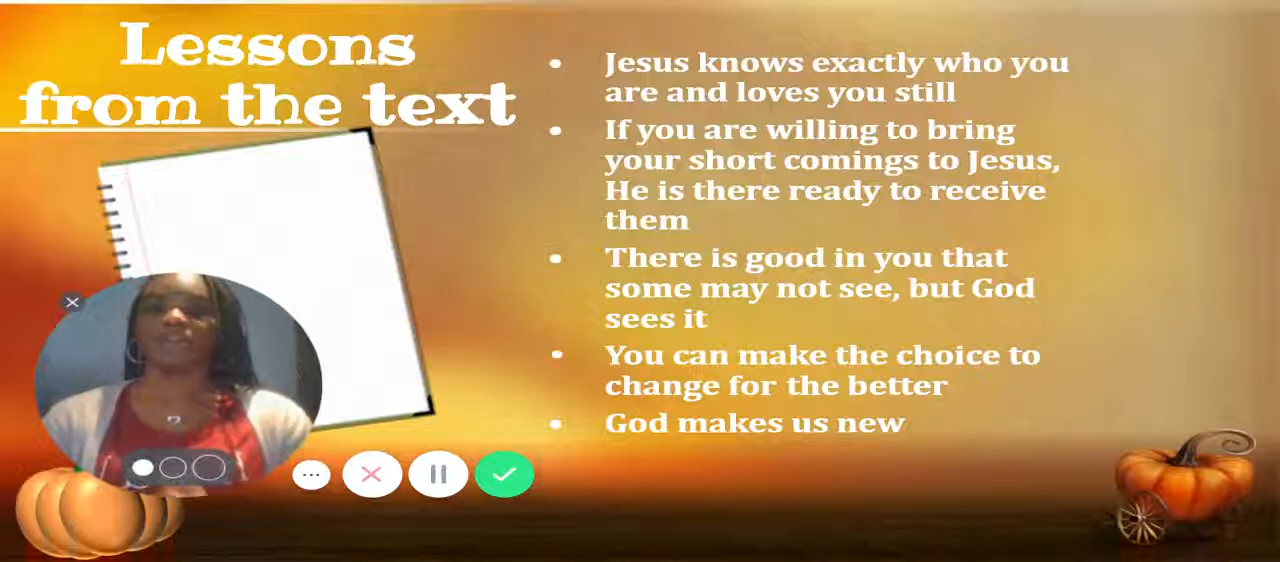 Lessons
from the text
• Jesus knows exactly who you
are and loves you still
• If you are willing to bring
your short comings to Jesus,
He is there ready to receive
them
• There is good in you that
some may not see, but God
sees it
• You can make the choice to
change for the better
• God makes us new